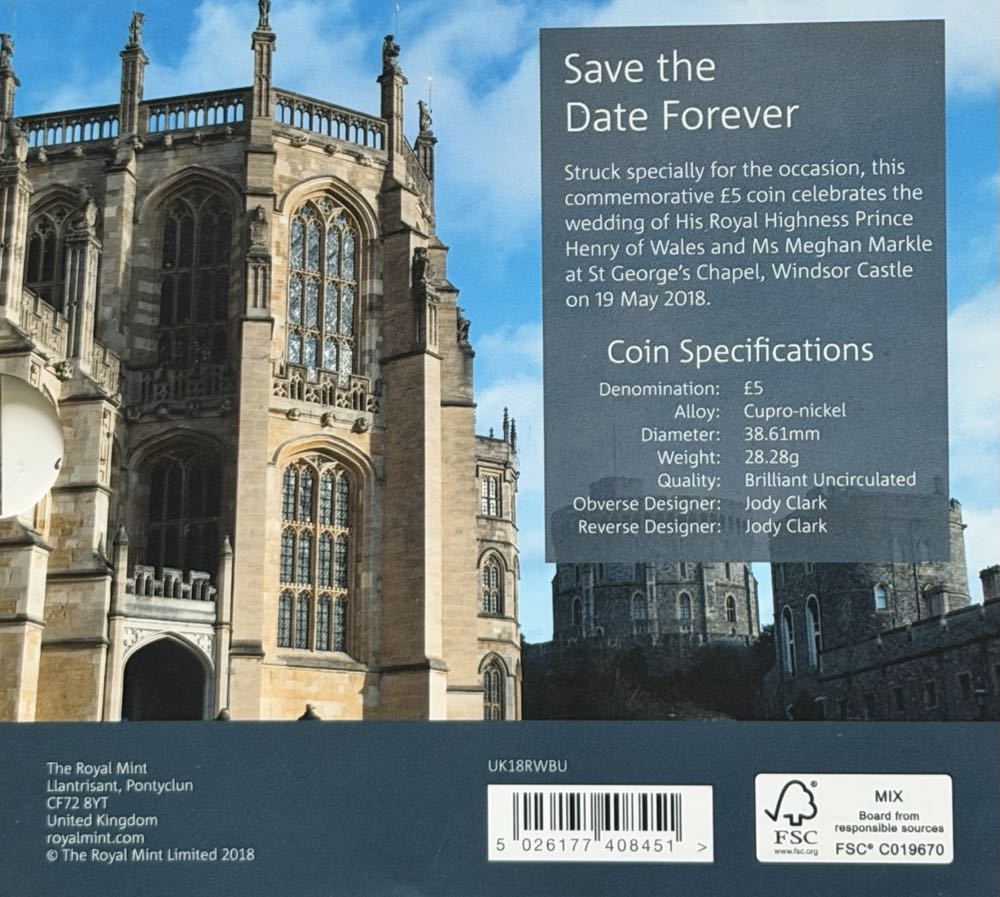 Save the
Date Forever
Struck specially for the occasion, this
commemorative £5 coin celebrates the
wedding of His Royal Highness Prince
Henry of Wales and Ms Meghan Markle
at St George's Chapel, Windsor Castle
on 19 May 2018.
Coin Specifications
Denomination: £5
Alloy: Cupro-nickel
Diameter: 38.61mm
Weight: 28.28g
Quality: Brilliant Uncirculated
Obverse Designer: Jody Clark
Reverse Designer: Jody Clark
The Royal Mint
Llantrisant, Pontyclun
CF72 8YT
United Kingdom
royalmint.com
© The Royal Mint Limited 2018
UK18RWBU
5 026177 408451 >
FSC
www.fsc.org
MIX
Board from
responsible sources
FSC® C019670